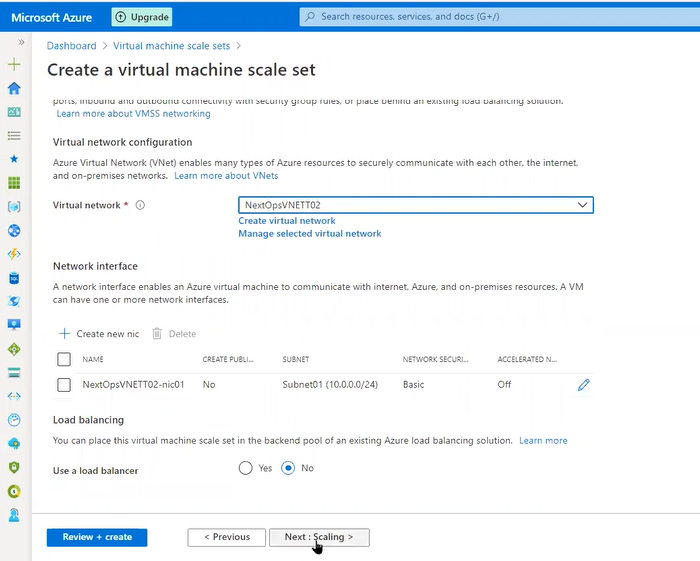 Microsoft Azure
Upgrade
Search resources, services, and docs (G+/)
Dashboard > Virtual machine scale sets >
Create a virtual machine scale set
ports, inbound and outbound connectivity with security group rules, or place behind an existing load balancing solution.
Learn more about VMSS networking
Virtual network configuration
Azure Virtual Network (VNet) enables many types of Azure resources to securely communicate with each other, the internet,
and on-premises networks. Learn more about VNets
Virtual network *
NextOpsVNETT02
Create virtual network
Manage selected virtual network
Network interface
A network interface enables an Azure virtual machine to communicate with internet, Azure, and on-premises resources. A VM
can have one or more network interfaces.
Create new nic Delete
NAME CREATE PUBLI... SUBNET NETWORK SECURI... ACCELERATED N...
NextOpsVNETT02-nic01 No Subnet01 (10.0.0.0/24) Basic Off
Load balancing
You can place this virtual machine scale set in the backend pool of an existing Azure load balancing solution. Learn more
Use a load balancer Yes No
Review + create < Previous Next : Scaling >